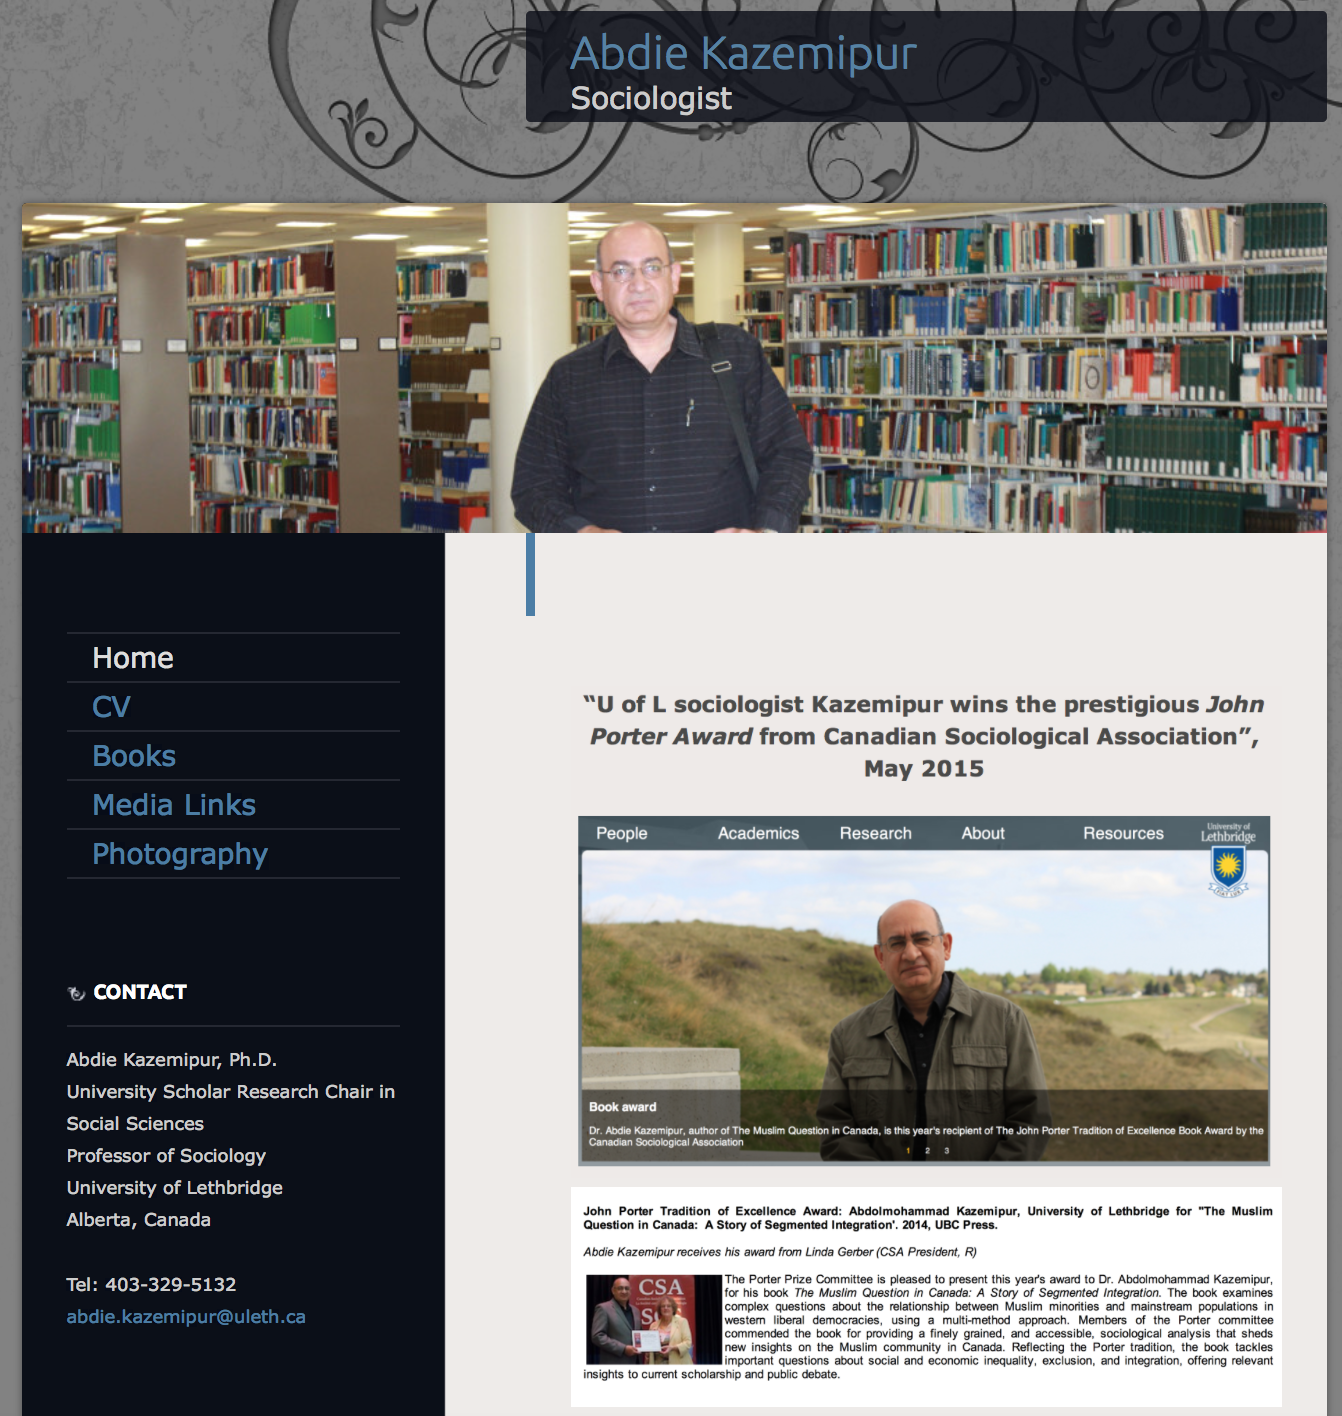 Abdie Kazemipur
Sociologist
Home
CV
Books
Media Links
Photography
CONTACT
Abdie Kazemipur, Ph.D.
University Scholar Research Chair in
Social Sciences
Professor of Sociology
University of Lethbridge
Alberta, Canada
Tel: 403-329-5132
abdie.kazemipur@uleth.ca
“U of L sociologist Kazemipur wins the prestigious John
Porter Award from Canadian Sociological Association”,
May 2015
People Academics Research About Resources
University of
Lethbridge
Book award
Dr. Abdie Kazemipur, author of The Muslim Question in Canada, is this year's recipient of The John Porter Tradition of Excellence Book Award by the
Canadian Sociological Association
1 2 3
John Porter Tradition of Excellence Award: Abdolmohammad Kazemipur, University of Lethbridge for "The Muslim
Question in Canada: A Story of Segmented Integration'. 2014, UBC Press.
Abdie Kazemipur receives his award from Linda Gerber (CSA President, R)
CSA
The Porter Prize Committee is pleased to present this year's award to Dr. Abdolmohammad Kazemipur,
for his book The Muslim Question in Canada: A Story of Segmented Integration. The book examines
complex questions about the relationship between Muslim minorities and mainstream populations in
western liberal democracies, using a multi-method approach. Members of the Porter committee
commended the book for providing a finely grained, and accessible, sociological analysis that sheds
new insights on the Muslim community in Canada. Reflecting the Porter tradition, the book tackles
important questions about social and economic inequality, exclusion, and integration, offering relevant
insights to current scholarship and public debate.